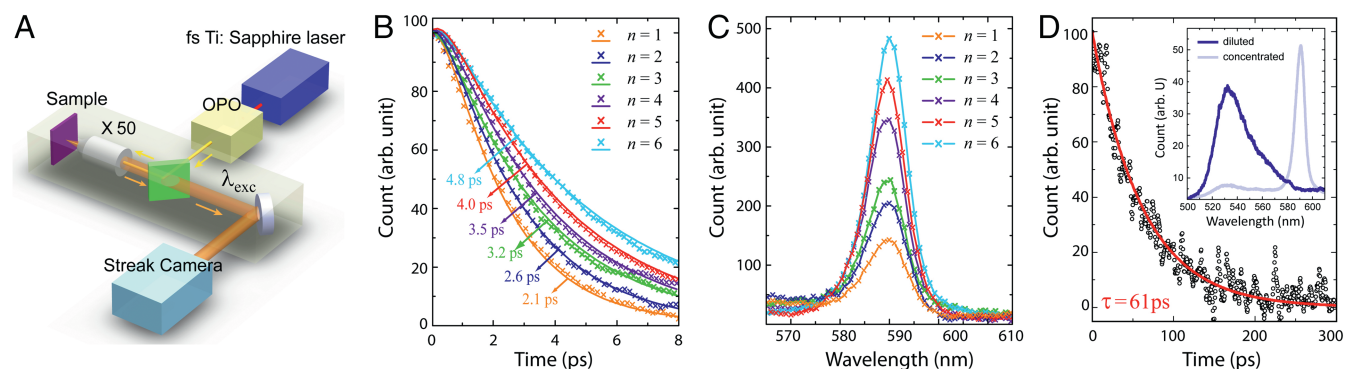 A
fs Ti: Sapphire laser
OPO
Sample
X 50
λexc
Streak Camera
B
Count (arb. unit)
100
80
60
40
20
0
n = 1
n = 2
n = 3
n = 4
n = 5
n = 6
4.8 ps
4.0 ps
3.5 ps
3.2 ps
2.6 ps
2.1 ps
0 2 4 6 8
Time (ps)
C
Count (arb. unit)
500
400
300
200
100
n = 1
n = 2
n = 3
n = 4
n = 5
n = 6
570 580 590 600 610
Wavelength (nm)
D
Count (arb. unit)
100
80
60
40
20
0
τ=61ps
0 50 100 200 300
Time (ps)
diluted
concentrated
Count (arb. U)
50
40
30
20
10
500 520 540 560 580 600
Wavelength (nm)